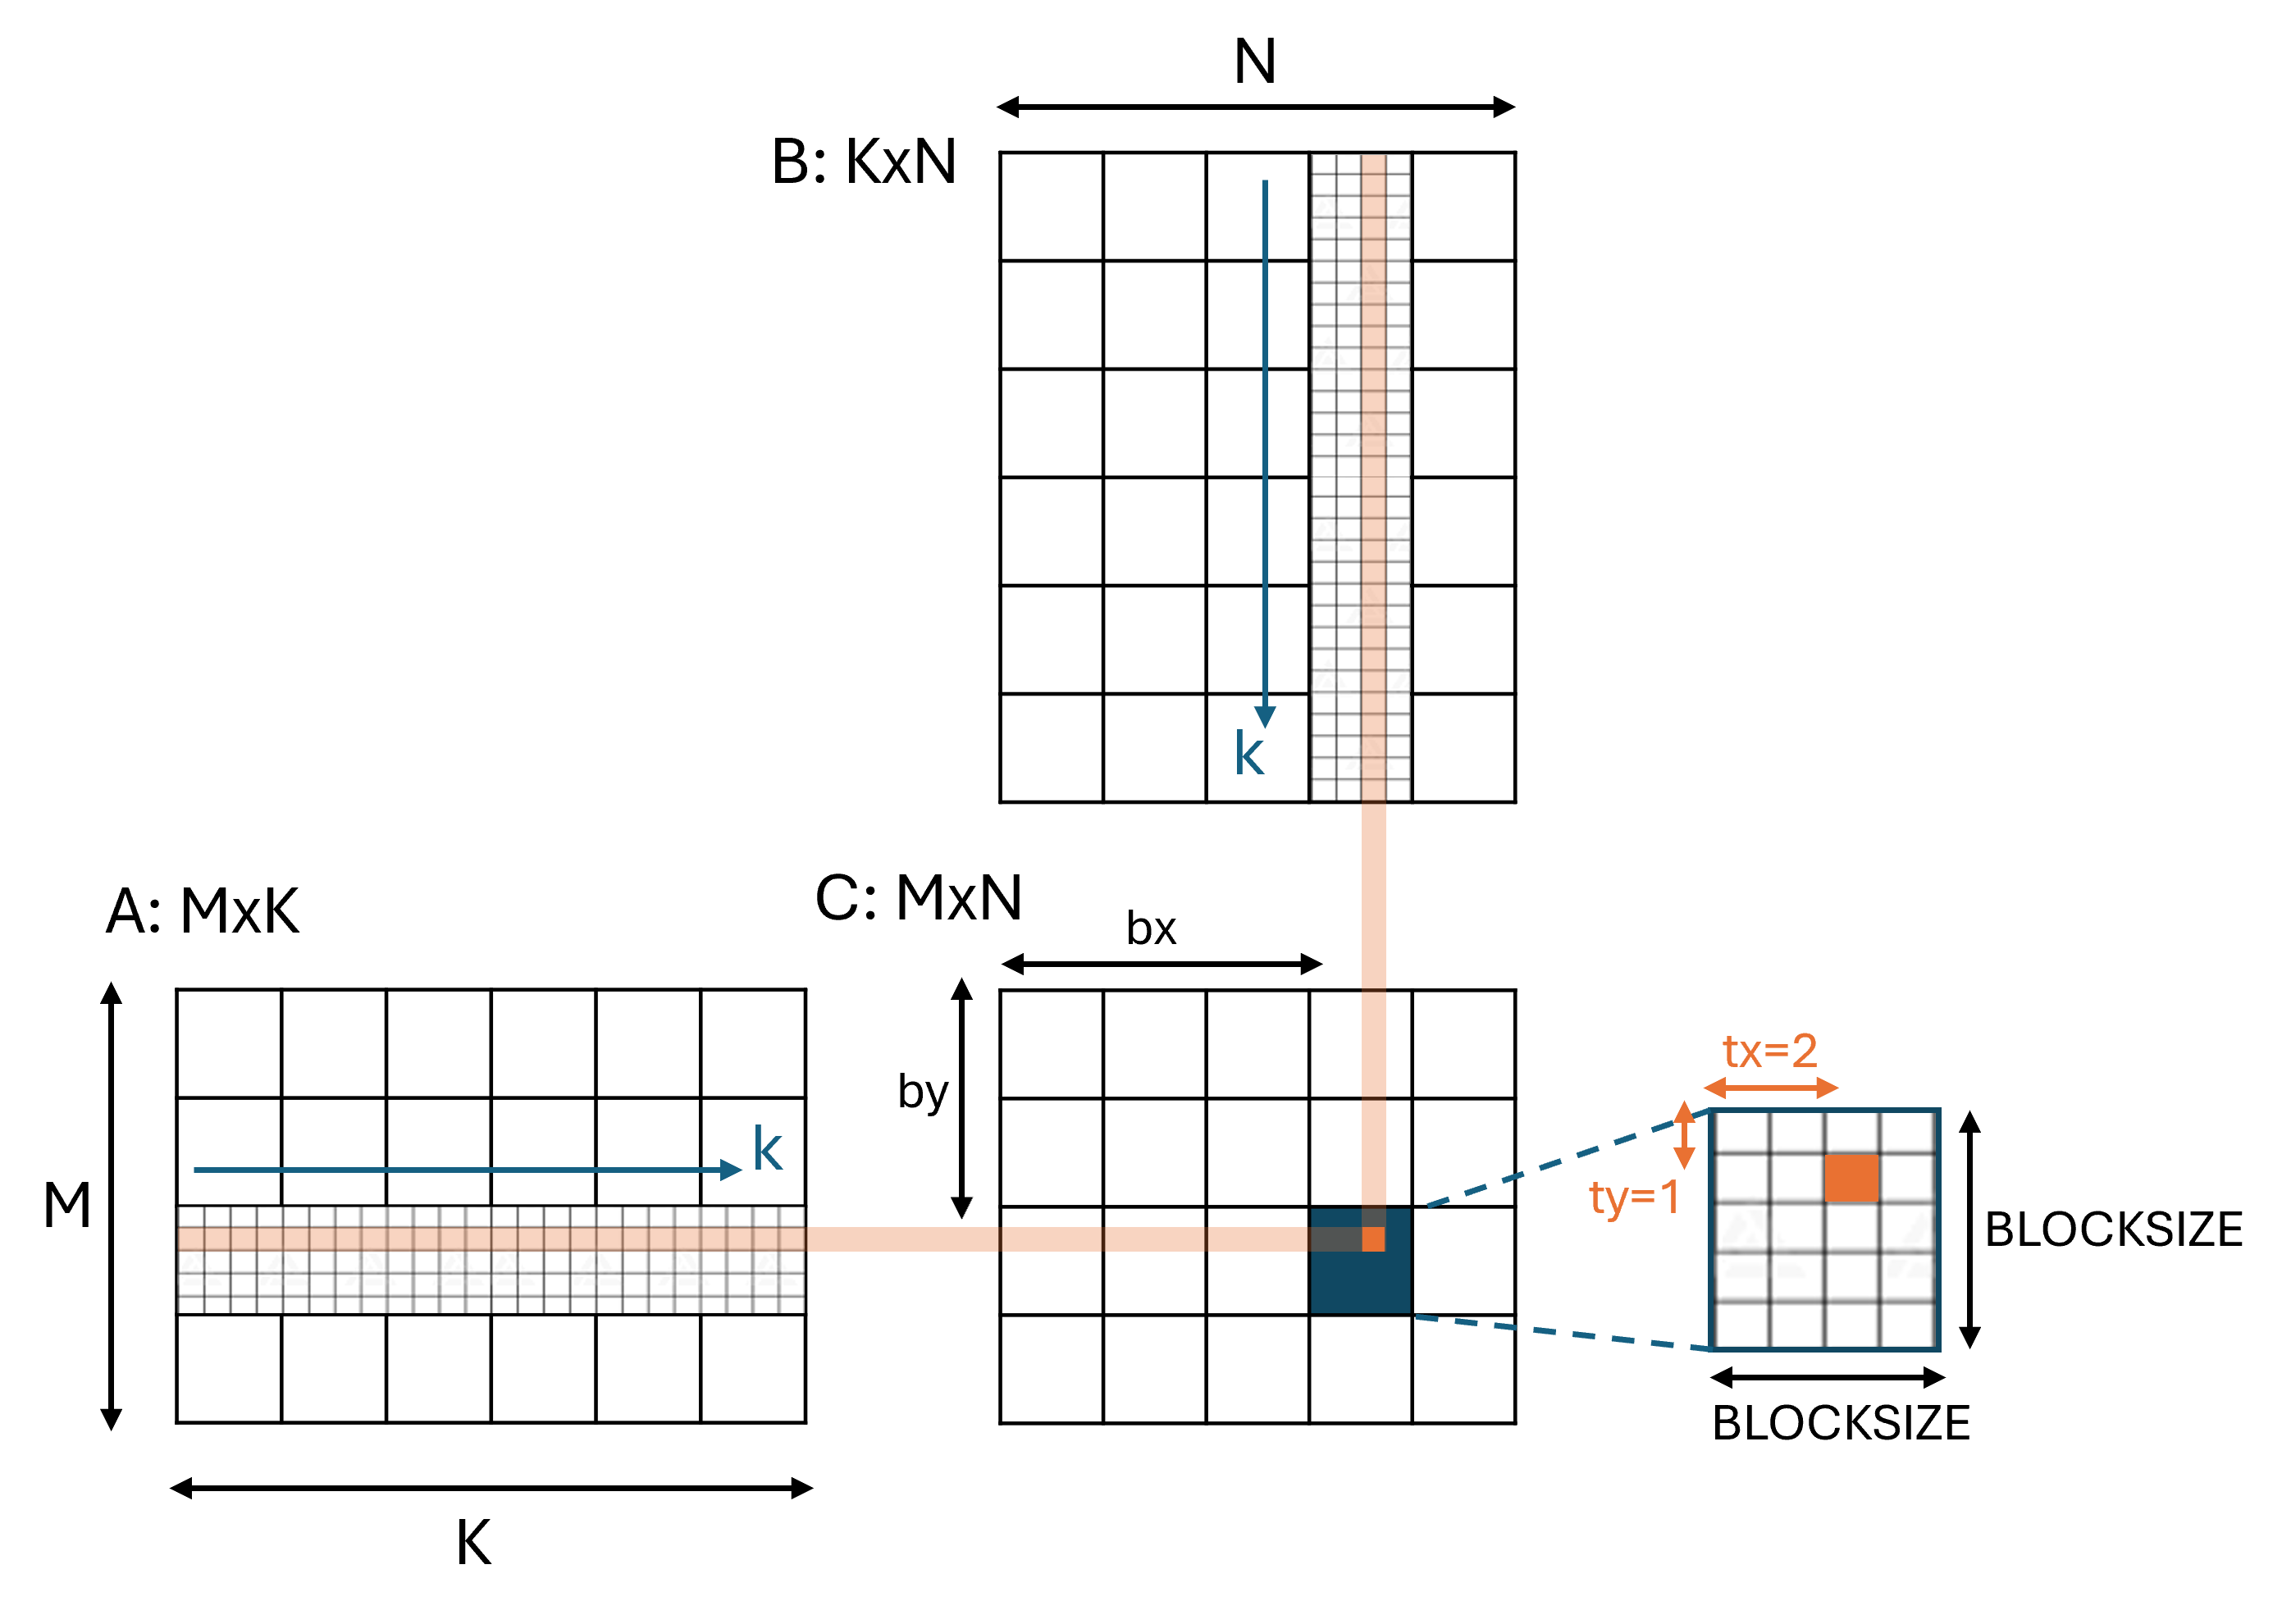 N
B: KxN
k
A: MxK
C: MxN
bx
by
M
k
K
tx=2
ty=1
BLOCKSIZE
BLOCKSIZE